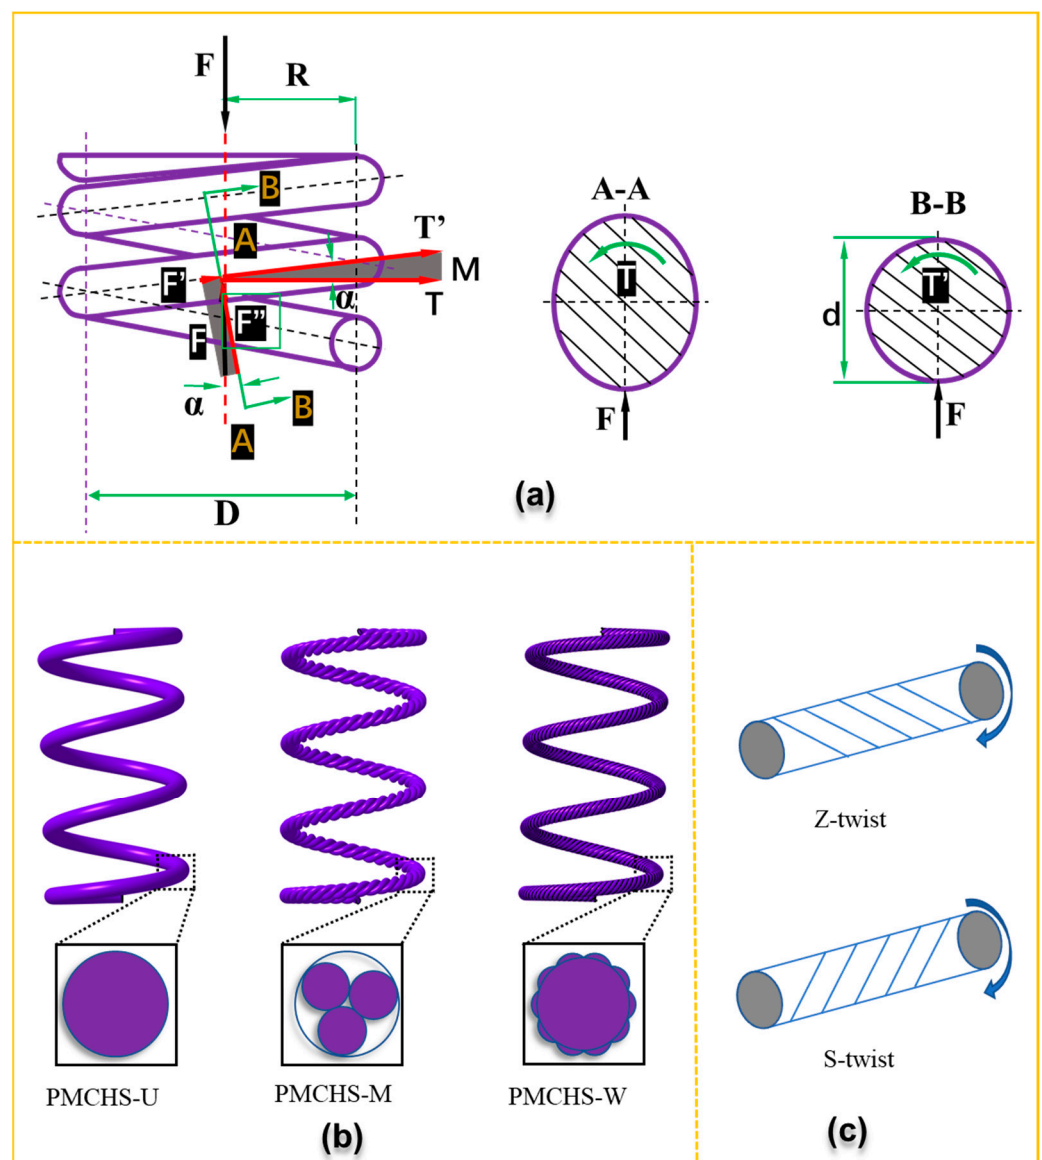 F
R
B
A-A
B-B
A
T’
F’
M
α
T
T
T’
F”
F
d
α
B
F
F
A
(a)
D
PMCHS-U
PMCHS-M
PMCHS-W
(b)
Z-twist
S-twist
(c)